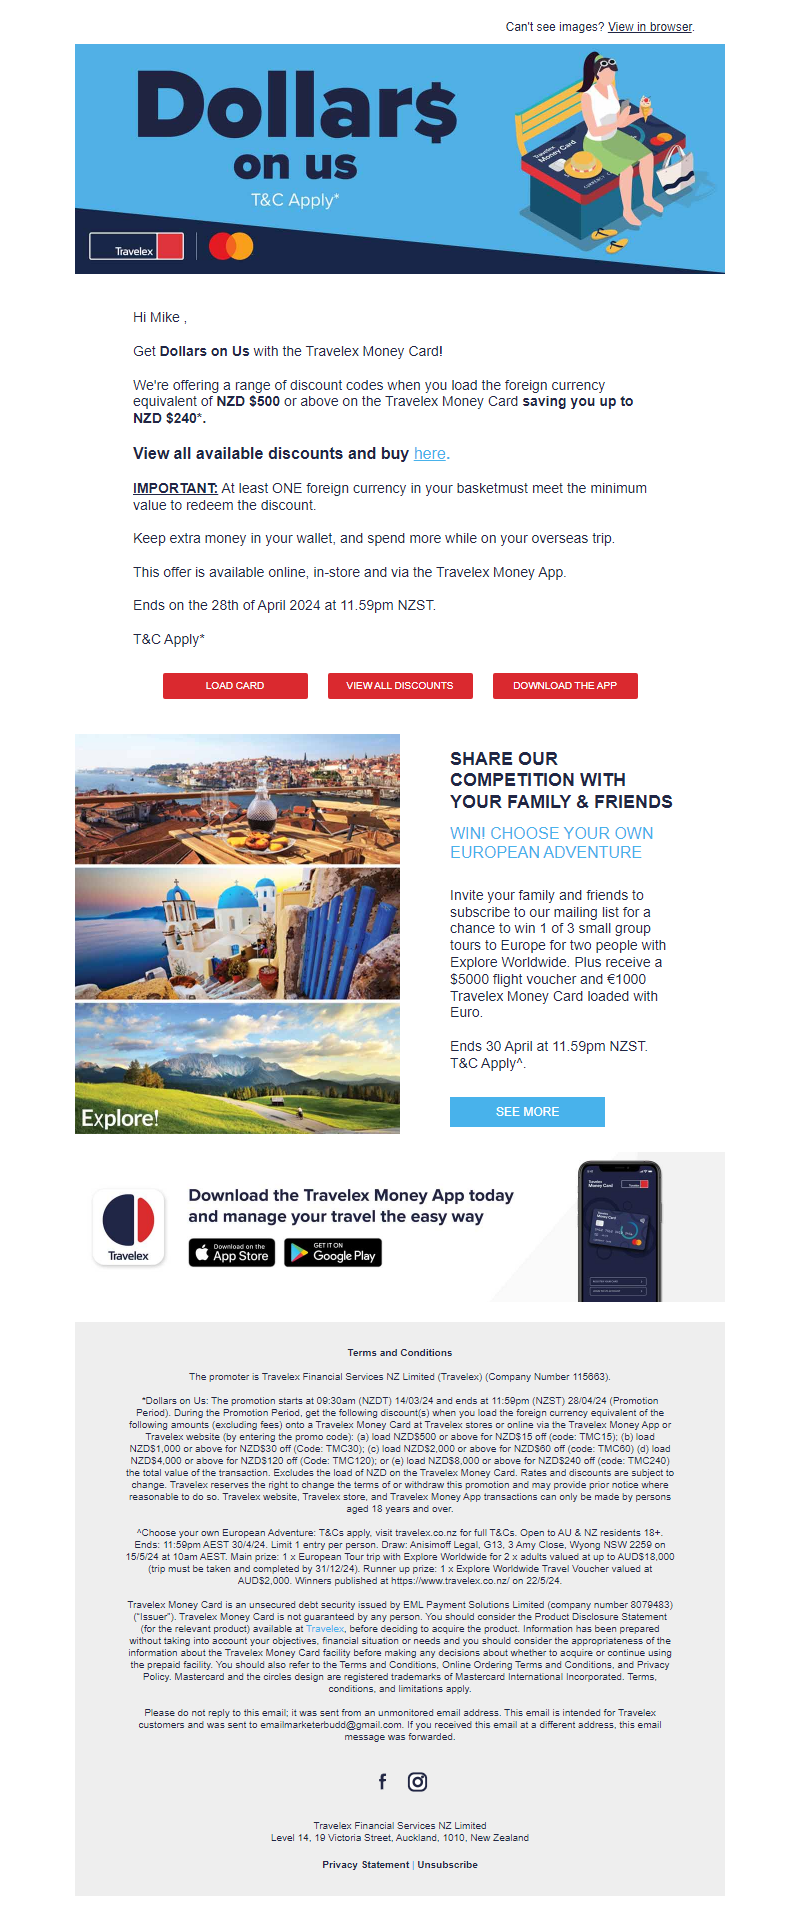 Can't see images? View in browser.
Dollar$
on us
T&C Apply*
Travelex
Travelex
Money Card
Hi Mike ,
Get Dollars on Us with the Travelex Money Card!
We're offering a range of discount codes when you load the foreign currency
equivalent of NZD $500 or above on the Travelex Money Card saving you up to
NZD $240*.
View all available discounts and buy here.
IMPORTANT: At least ONE foreign currency in your basketmust meet the minimum
value to redeem the discount.
Keep extra money in your wallet, and spend more while on your overseas trip.
This offer is available online, in-store and via the Travelex Money App.
Ends on the 28th of April 2024 at 11.59pm NZST.
T&C Apply*
LOAD CARD
VIEW ALL DISCOUNTS
DOWNLOAD THE APP
SHARE OUR
COMPETITION WITH
YOUR FAMILY & FRIENDS
WIN! CHOOSE YOUR OWN
EUROPEAN ADVENTURE
Invite your family and friends to
subscribe to our mailing list for a
chance to win 1 of 3 small group
tours to Europe for two people with
Explore Worldwide. Plus receive a
$5000 flight voucher and €1000
Travelex Money Card loaded with
Euro.
Ends 30 April at 11.59pm NZST.
T&C Apply^.
SEE MORE
Explore!
Travelex
Download the Travelex Money App today
and manage your travel the easy way
Download on the
App Store
GET IT ON
Google Play
Travelex
Money Card
Travelex
Terms and Conditions
The promoter is Travelex Financial Services NZ Limited (Travelex) (Company Number 115663).
*Dollars on Us: The promotion starts at 09:30am (NZDT) 14/03/24 and ends at 11:59pm (NZST) 28/04/24 (Promotion
Period). During the Promotion Period, get the following discount(s) when you load the foreign currency equivalent of the
following amounts (excluding fees) onto a Travelex Money Card at Travelex stores or online via the Travelex Money App or
Travelex website (by entering the promo code): (a) load NZD$500 or above for NZD$15 off (code: TMC15); (b) load
NZD$1,000 or above for NZD$30 off (Code: TMC30); (c) load NZD$2,000 or above for NZD$60 off (code: TMC60) (d) load
NZD$4,000 or above for NZD$120 off (Code: TMC120); or (e) load NZD$8,000 or above for NZD$240 off (code: TMC240)
the total value of the transaction. Excludes the load of NZD on the Travelex Money Card. Rates and discounts are subject to
change. Travelex reserves the right to change the terms of or withdraw this promotion and may provide prior notice where
reasonable to do so. Travelex website, Travelex store, and Travelex Money App transactions can only be made by persons
aged 18 years and over.
^Choose your own European Adventure: T&Cs apply, visit travelex.co.nz for full T&Cs. Open to AU & NZ residents 18+.
Ends: 11:59pm AEST 30/4/24. Limit 1 entry per person. Draw: Anisimoff Legal, G13, 3 Amy Close, Wyong NSW 2259 on
15/5/24 at 10am AEST. Main prize: 1 x European Tour trip with Explore Worldwide for 2 x adults valued at up to AUD$18,000
(trip must be taken and completed by 31/12/24). Runner up prize: 1 x Explore Worldwide Travel Voucher valued at
AUD$2,000. Winners published at https://www.travelex.co.nz/ on 22/5/24.
Travelex Money Card is an unsecured debt security issued by EML Payment Solutions Limited (company number 8079483)
("Issuer"). Travelex Money Card is not guaranteed by any person. You should consider the Product Disclosure Statement
(for the relevant product) available at Travelex, before deciding to acquire the product. Information has been prepared
without taking into account your objectives, financial situation or needs and you should consider the appropriateness of the
information about the Travelex Money Card facility before making any decisions about whether to acquire or continue using
the prepaid facility. You should also refer to the Terms and Conditions, Online Ordering Terms and Conditions, and Privacy
Policy. Mastercard and the circles design are registered trademarks of Mastercard International Incorporated. Terms,
conditions, and limitations apply.
Please do not reply to this email; it was sent from an unmonitored email address. This email is intended for Travelex
customers and was sent to emailmarketerbudd@gmail.com. If you received this email at a different address, this email
message was forwarded.
Travelex Financial Services NZ Limited
Level 14, 19 Victoria Street, Auckland, 1010, New Zealand
Privacy Statement | Unsubscribe